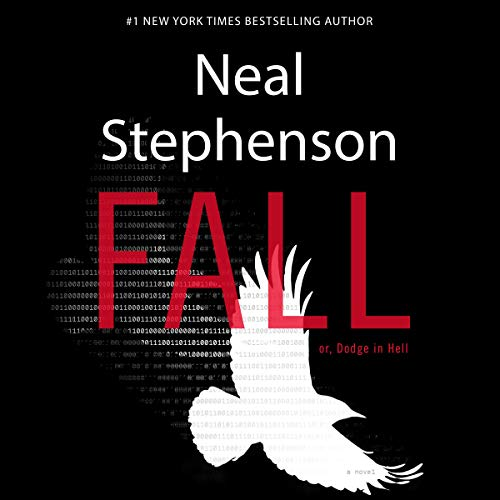 #1 NEW YORK TIMES BESTSELLING AUTHOR
Neal
Stephenson
FALL
or, Dodge in Hell
a novel